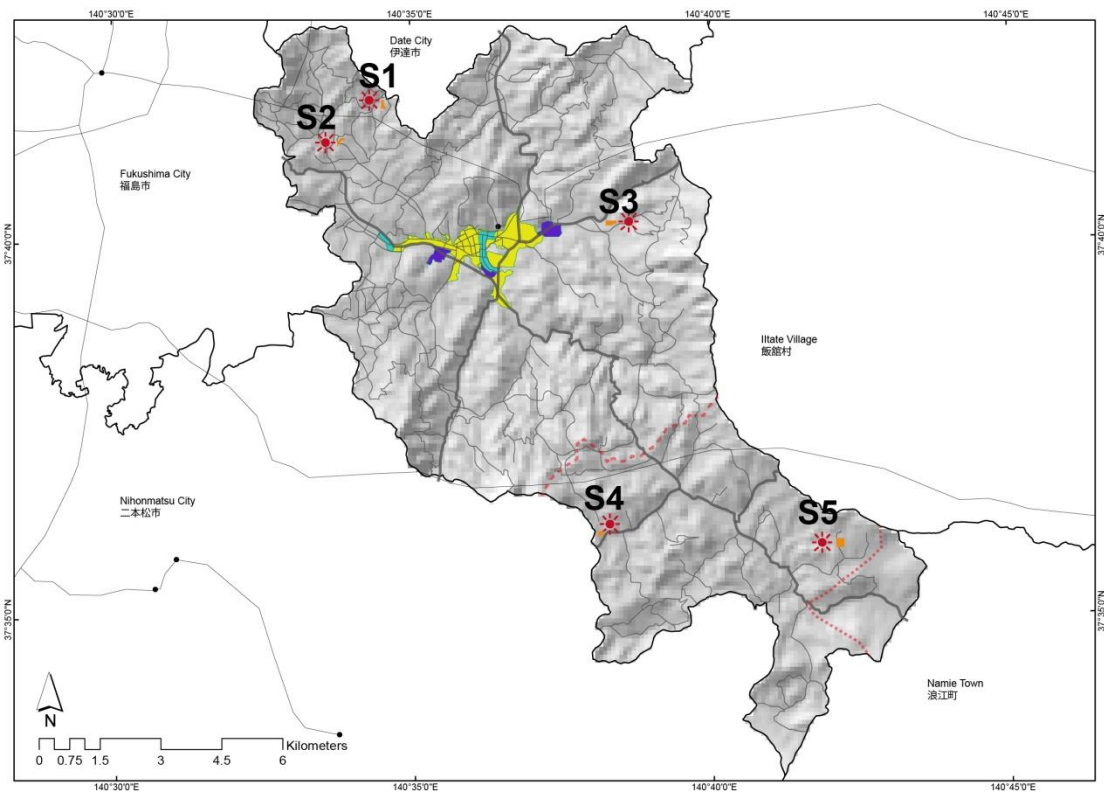 140°30'0"E
140°35'0"E
140°40'0"E
140°45'0"E
Date City
伊達市
S1
S2
Fukushima City
福島市
S3
37°40'0"N
37°40'0"N
IItate Village
飯舘村
Nihonmatsu City
二本松市
S4
S5
37°35'0"N
37°35'0"N
Namie Town
浪江町
N
Kilometers
0 0.75 1.5 3 4.5 6
140°30'0"E
140°35'0"E
140°40'0"E
140°45'0"E